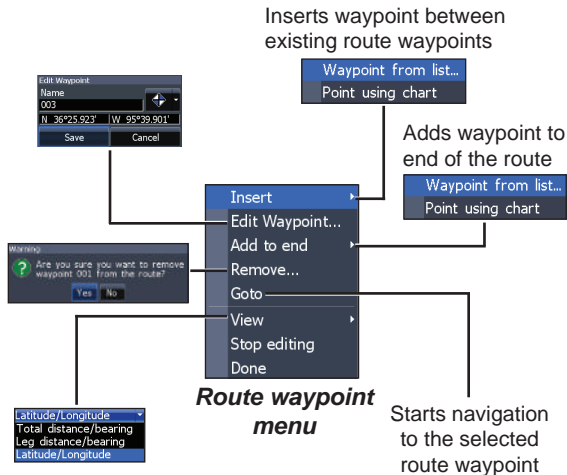 Inserts waypoint between
existing route waypoints
Waypoint from list...
Point using chart
Edit Waypoint
Name
003
N 36°25.923' W 95°39.901'
Save Cancel
Adds waypoint to
end of the route
Waypoint from list...
Point using chart
Insert
Edit Waypoint...
Add to end
Remove...
Goto
View
Stop editing
Done
Warning
Are you sure you want to remove
waypoint 001 from the route?
Yes No
Route waypoint
menu
Latitude/Longitude
Total distance/bearing
Leg distance/bearing
Latitude/Longitude
Starts navigation
to the selected
route waypoint